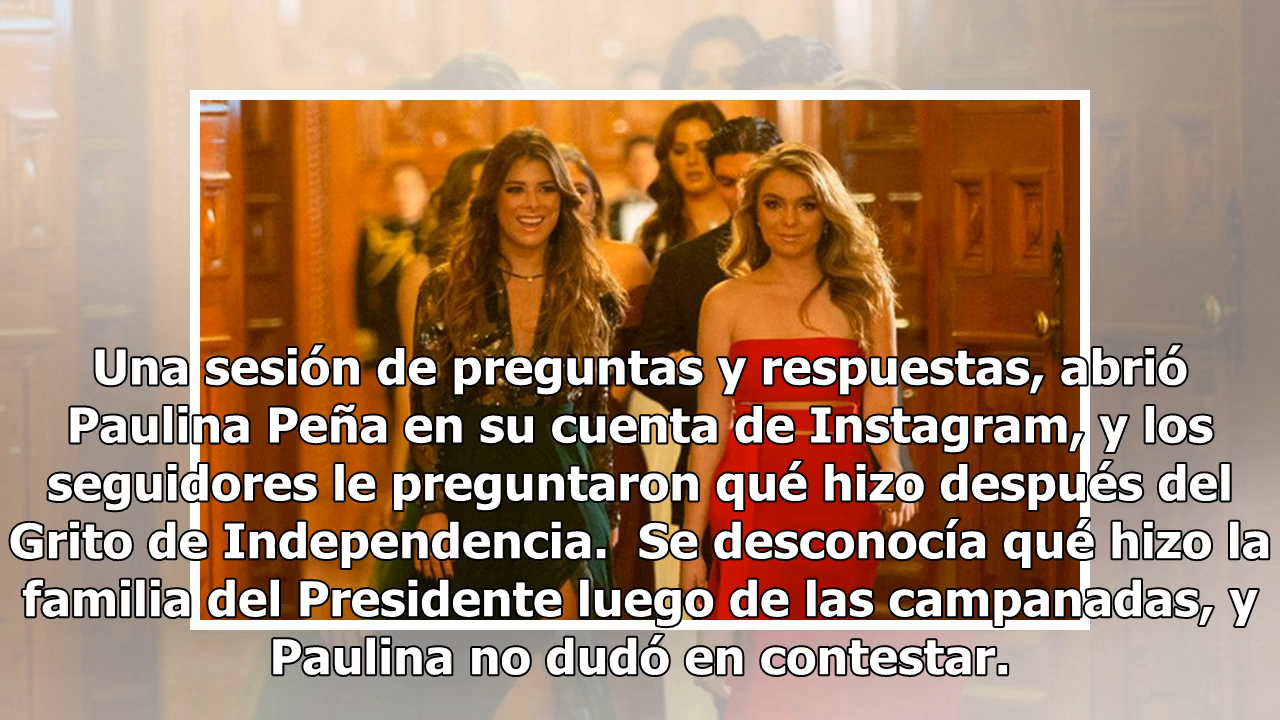 Una sesión de preguntas y respuestas, abrió
Paulina Peña en su cuenta de Instagram, y los
seguidores le preguntaron qué hizo después del
Grito de Independencia.  Se desconocía qué hizo la
familia del Presidente luego de las campanadas, y
Paulina no dudó en contestar.